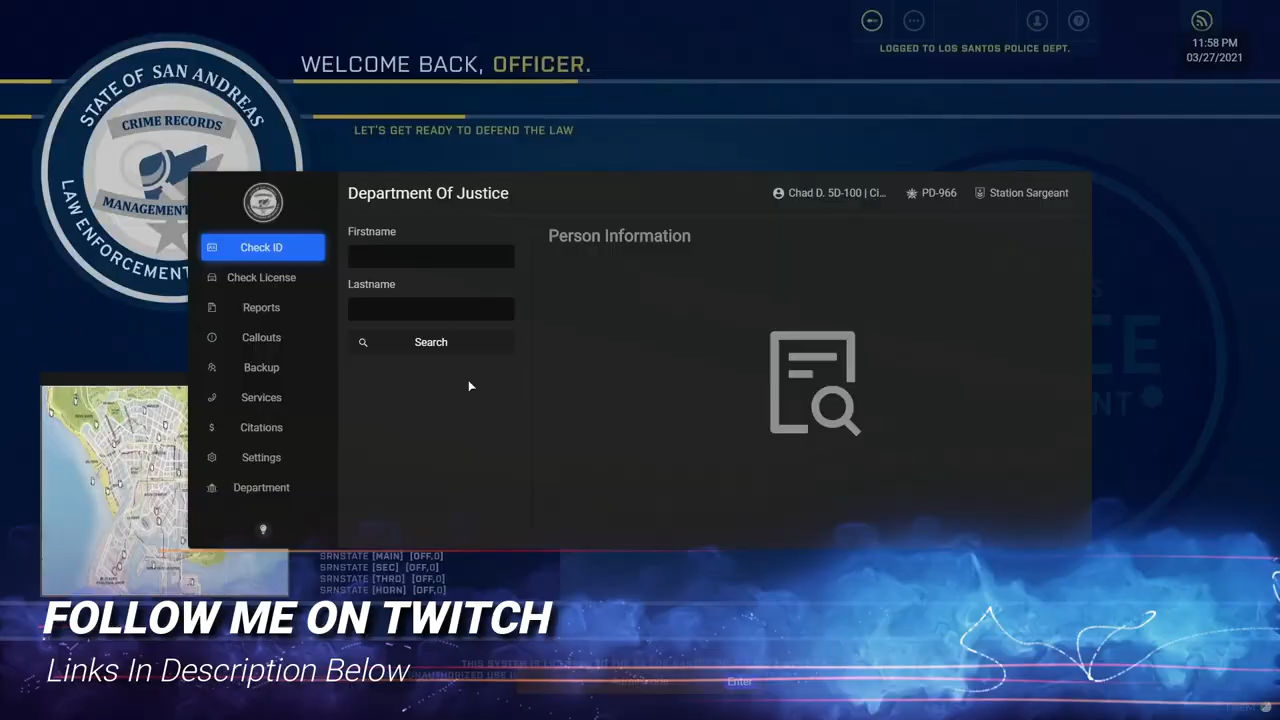 WELCOME BACK, OFFICER.
LOGGED TO LOS SANTOS POLICE DEPT.
11:58 PM
03/27/2021
LET'S GET READY TO DEFEND THE LAW
STATE OF SAN ANDREAS
CRIME RECORDS
MANAGEMENT
LAW ENFORCEMENT
Department Of Justice
Chad D. 5D-100 | Ci...
PD-966
Station Sargeant
Check ID
Check License
Reports
Callouts
Backup
Services
Citations
Settings
Department
Firstname
Lastname
Search
Person Information
SRNSTATE [MAIN] [OFF,0]
SRNSTATE [SEC] [OFF,0]
SRNSTATE [THRO] [OFF,0]
SRNSTATE [HORN] [OFF,0]
FOLLOW ME ON TWITCH
Links In Description Below
THIS SYSTEM IS
Enter